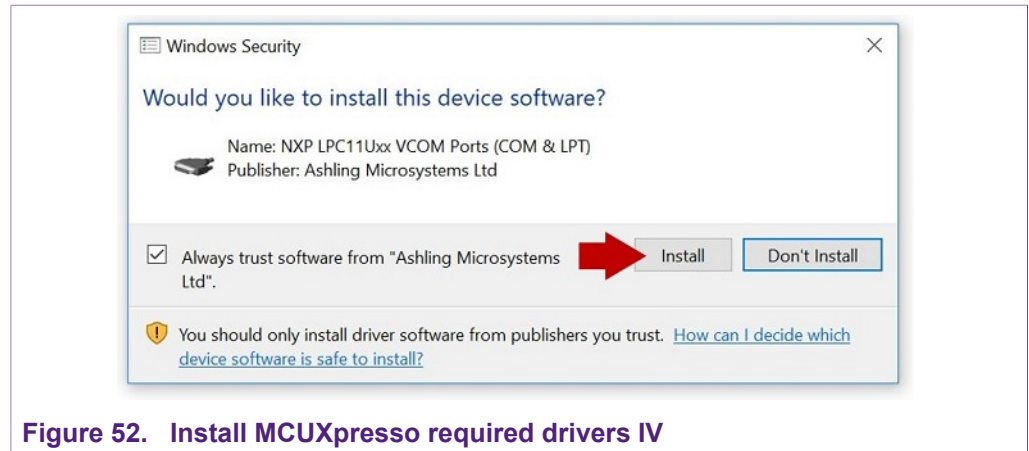 Windows Security
Would you like to install this device software?
Name: NXP LPC11Uxx VCOM Ports (COM & LPT)
Publisher: Ashling Microsystems Ltd
Always trust software from "Ashling Microsystems
Ltd".
Install
Don't Install
You should only install driver software from publishers you trust. How can I decide which
device software is safe to install?
Figure 52. Install MCUXpresso required drivers IV